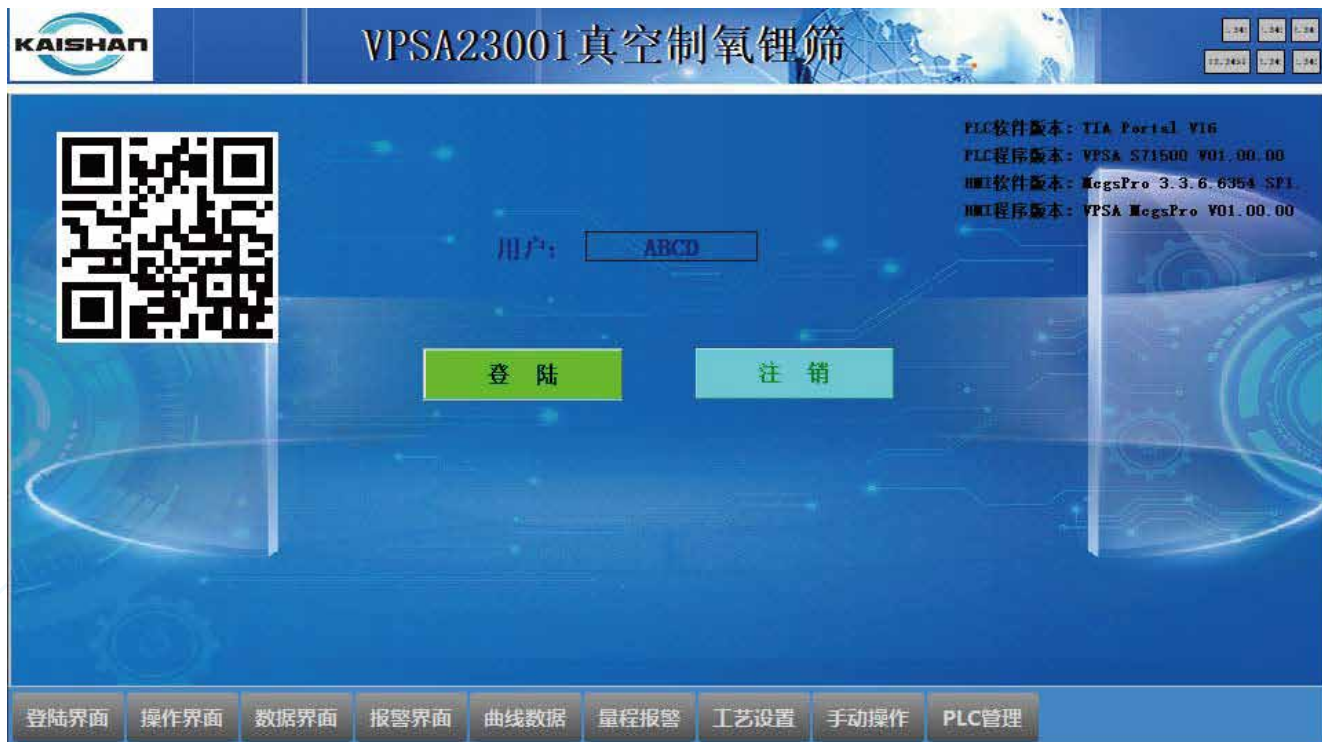 KAISHAN
VPSA23001真空制氧锂筛
PLC软件版本：TIA Portal V16
PLC程序版本：VPSA S71500 V01.00.00
HMI软件版本：McgsPro 3.3.6.6354 SP1.
HMI程序版本：VPSA McgsPro V01.00.00
用户： ABCD
登 陆 注 销
登陆界面 操作界面 数据界面 报警界面 曲线数据 量程报警 工艺设置 手动操作 PLC管理